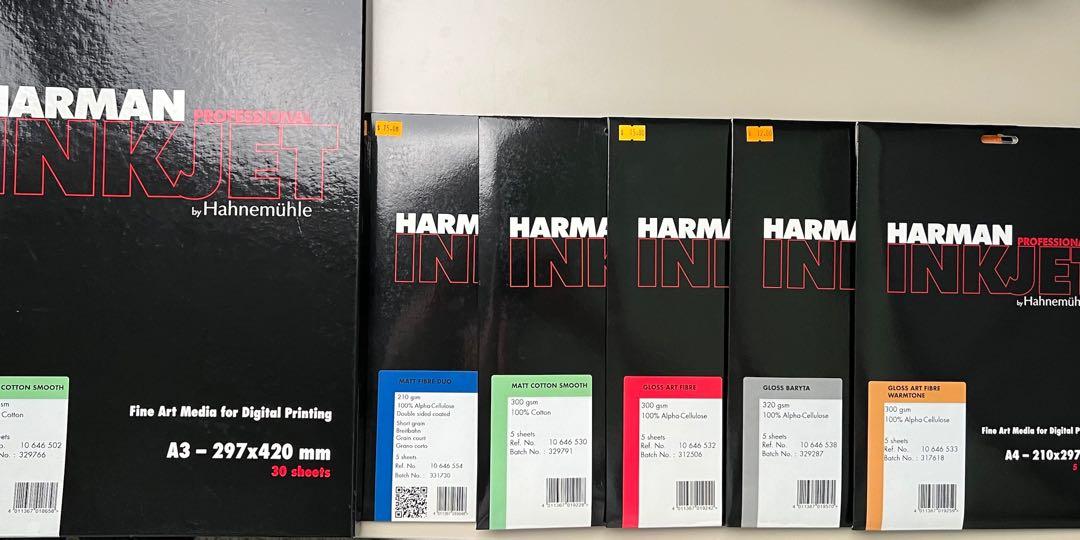 HARMAN
PROFESSIONAL
INKJET
by Hahnemühle
COTTON SMOOTH
Cotton
10 646 502
329766
Fine Art Media for Digital Printing
A3 – 297x420 mm
30 sheets
HARM
MATT FIBRE DUO
210 gsm
100% Alpha-Cellulose
Double sided coated
Short grain
Breitbahn
Grain court
Grano corto
5 sheets
Ref. No. 10 646 554
Batch No. : 331730
HARMA
INK
MATT COTTON SMOOTH
300 gsm
100% Cotton
5 sheets
Ref. No. 10 646 530
Batch No. : 329791
$ 15.00
HARMA
GLOSS ART FIBRE
300 gsm
100% Alpha-Cellulose
5 sheets
Ref. No. 10 646 532
Batch No. : 312506
HARMA
GLOSS BARYTA
320 gsm
100% Alpha-Cellulose
5 sheets
Ref. No. 10 646 538
Batch No. : 329287
HARMAN
PROFESSIONA
INKJET
by Hahnemüh
GLOSS ART FIBRE
WARMTONE
300 gsm
100% Alpha-Cellulose
5 sheets
Ref. No. 10 646 533
Batch No. : 317618
Fine Art Media for Digital P
A4 – 210x297
5